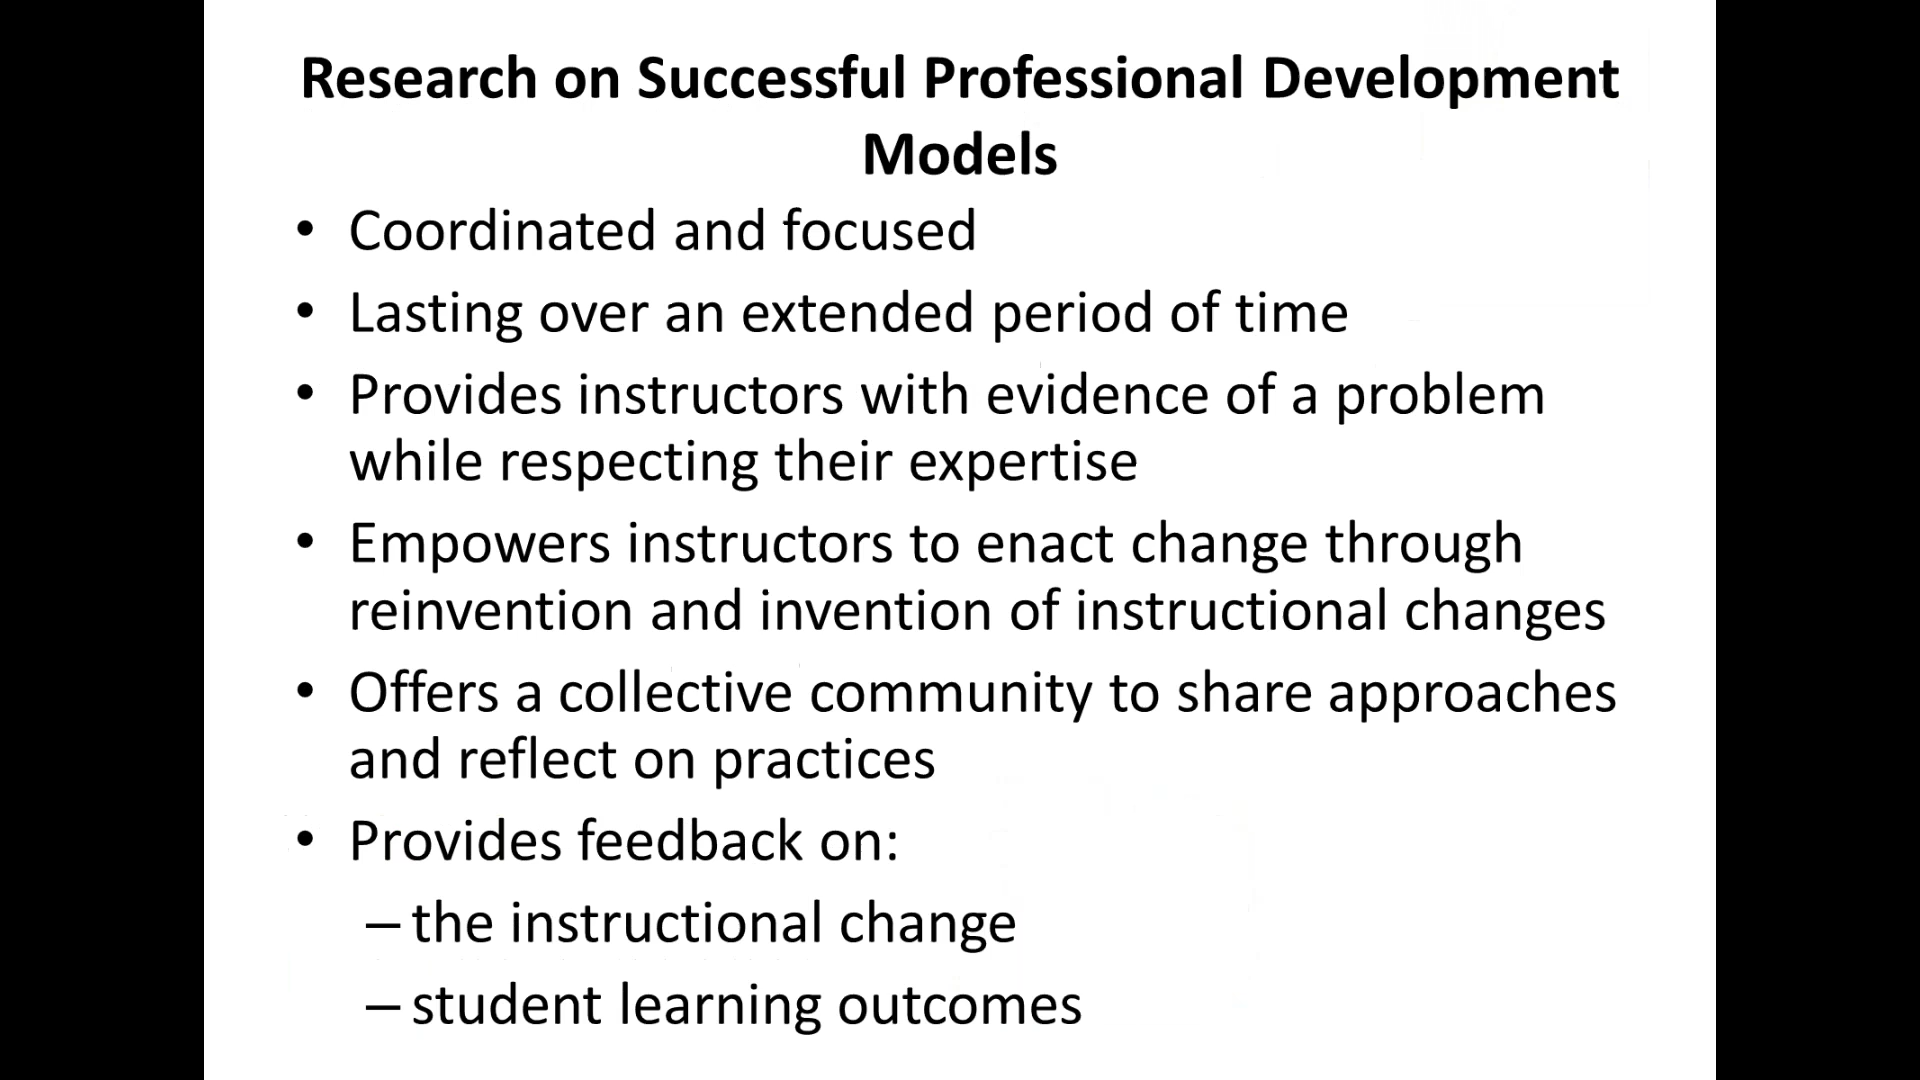 Research on Successful Professional Development
Models
• Coordinated and focused
• Lasting over an extended period of time
• Provides instructors with evidence of a problem
while respecting their expertise
• Empowers instructors to enact change through
reinvention and invention of instructional changes
• Offers a collective community to share approaches
and reflect on practices
• Provides feedback on:
– the instructional change
– student learning outcomes